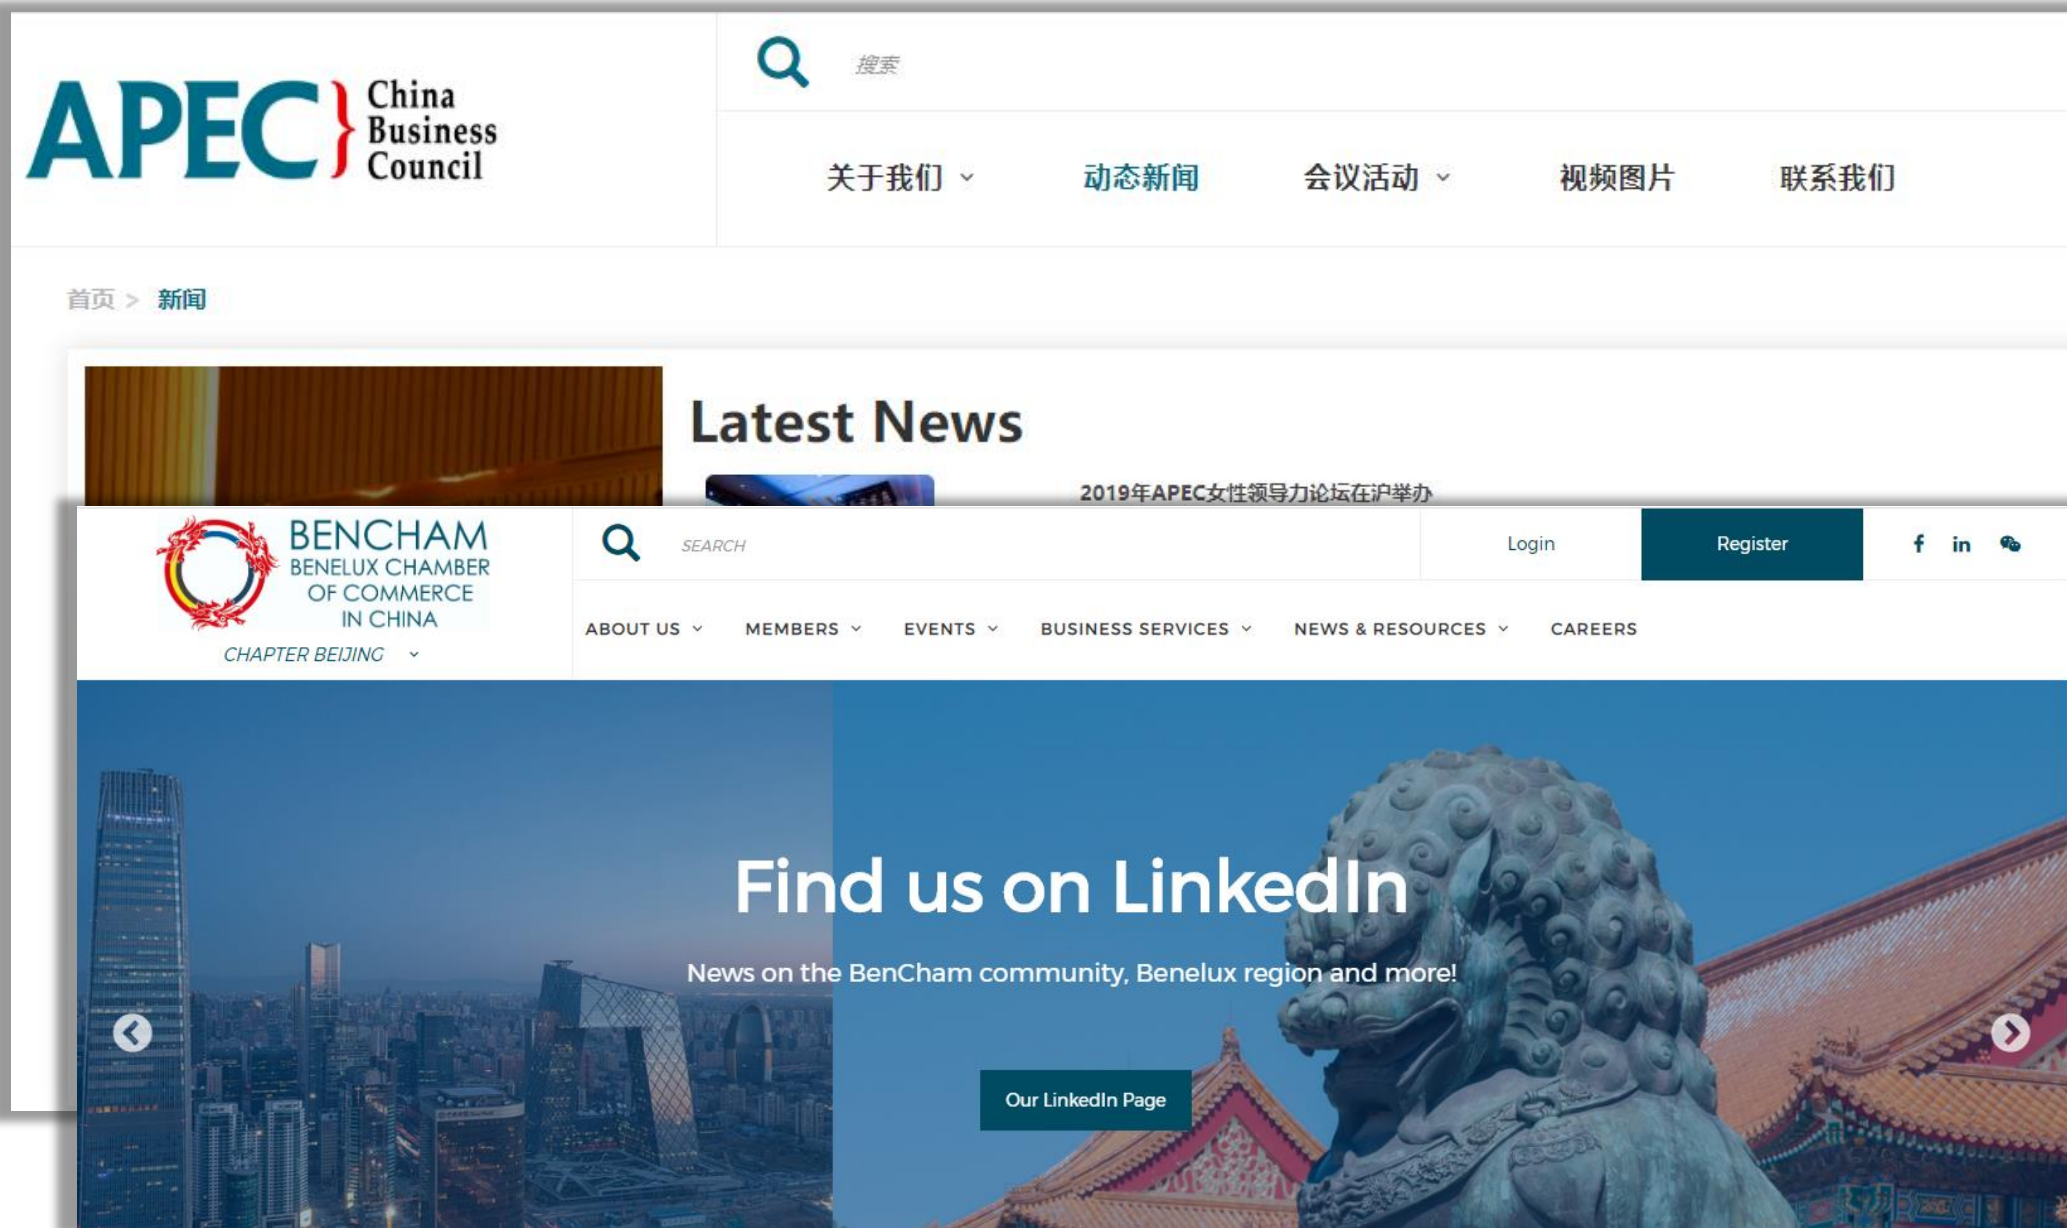 搜索
APEC
China
Business
Council
关于我们
动态新闻
会议活动
视频图片
联系我们
首页 > 新闻
Latest News
2019年APEC女性领导力论坛在沪举办
BENCHAM
BENELUX CHAMBER
OF COMMERCE
IN CHINA
CHAPTER BEIJING
SEARCH
Login
Register
f in
ABOUT US
MEMBERS
EVENTS
BUSINESS SERVICES
NEWS & RESOURCES
CAREERS
Find us on LinkedIn
News on the BenCham community, Benelux region and more!
Our LinkedIn Page